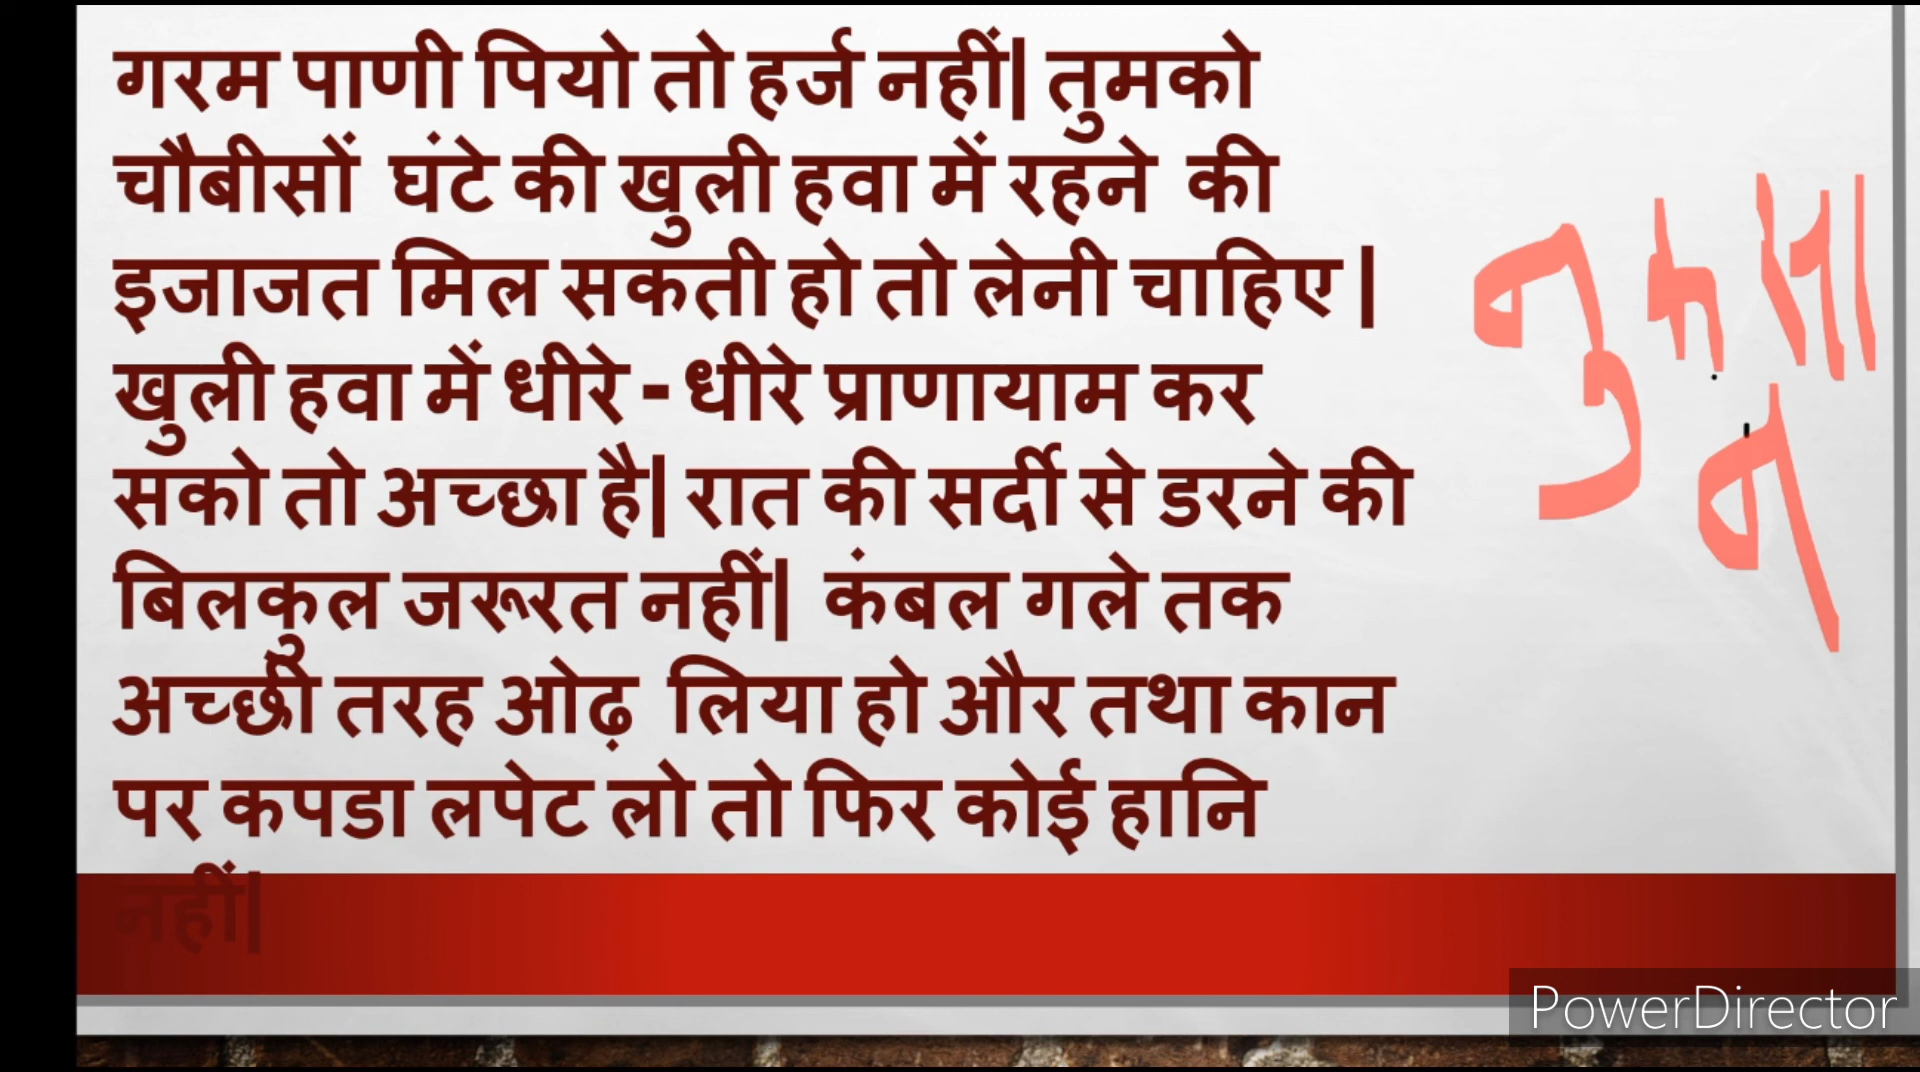 गरम पाणी पियो तो हर्ज नहीं| तुमको
चौबीसों घंटे की खुली हवा में रहने की
इजाजत मिल सकती हो तो लेनी चाहिए |
खुली हवा में धीरे - धीरे प्राणायाम कर
सको तो अच्छा है| रात की सर्दी से डरने की
बिलकुल जरूरत नहीं| कंबल गले तक
अच्छी तरह ओढ़ लिया हो और तथा कान
पर कपडा लपेट लो तो फिर कोई हानि
नहीं|
PowerDirector